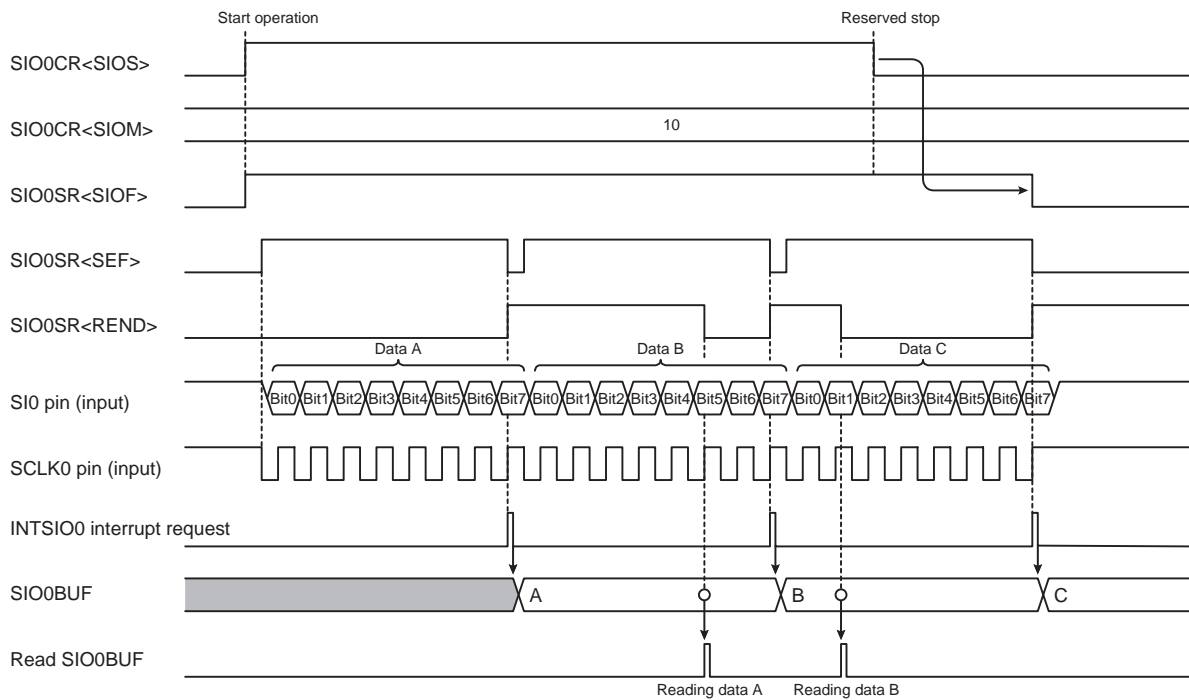 Start operation Reserved stop
SIO0CR<SIOS>
SIO0CR<SIOM> 10
SIO0SR<SIOF>
SIO0SR<SEF>
SIO0SR<REND>
Data A Data B Data C
SI0 pin (input) Bit0 Bit1 Bit2 Bit3 Bit4 Bit5 Bit6 Bit7 Bit0 Bit1 Bit2 Bit3 Bit4 Bit5 Bit6 Bit7 Bit0 Bit1 Bit2 Bit3 Bit4 Bit5 Bit6 Bit7
SCLK0 pin (input)
INTSIO0 interrupt request
SIO0BUF A B C
Read SIO0BUF
Reading data A Reading data B